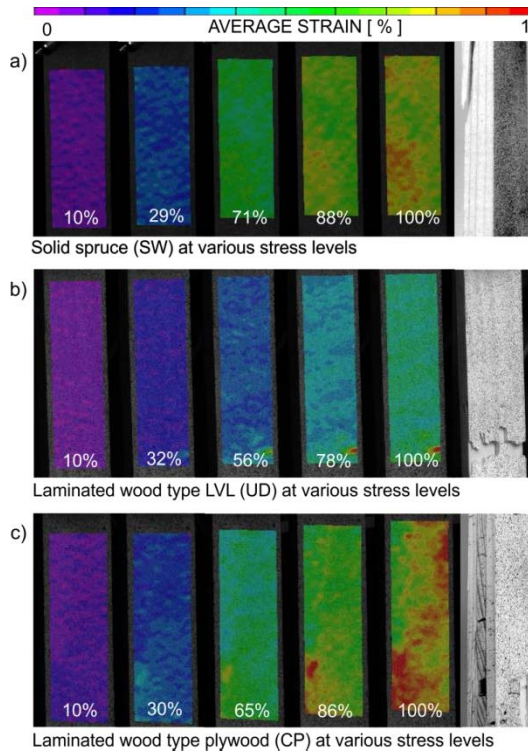 0 AVERAGE STRAIN [ % ] 1
a)
10% 29% 71% 88% 100%
Solid spruce (SW) at various stress levels
b)
10% 32% 56% 78% 100%
Laminated wood type LVL (UD) at various stress levels
c)
10% 30% 65% 86% 100%
Laminated wood type plywood (CP) at various stress levels